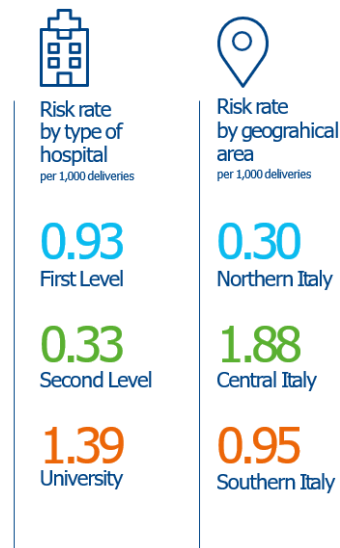 Risk rate
by type of
hospital
per 1,000 deliveries
0.93
First Level
0.33
Second Level
1.39
University
Risk rate
by geograhical
area
per 1,000 deliveries
0.30
Northern Italy
1.88
Central Italy
0.95
Southern Italy